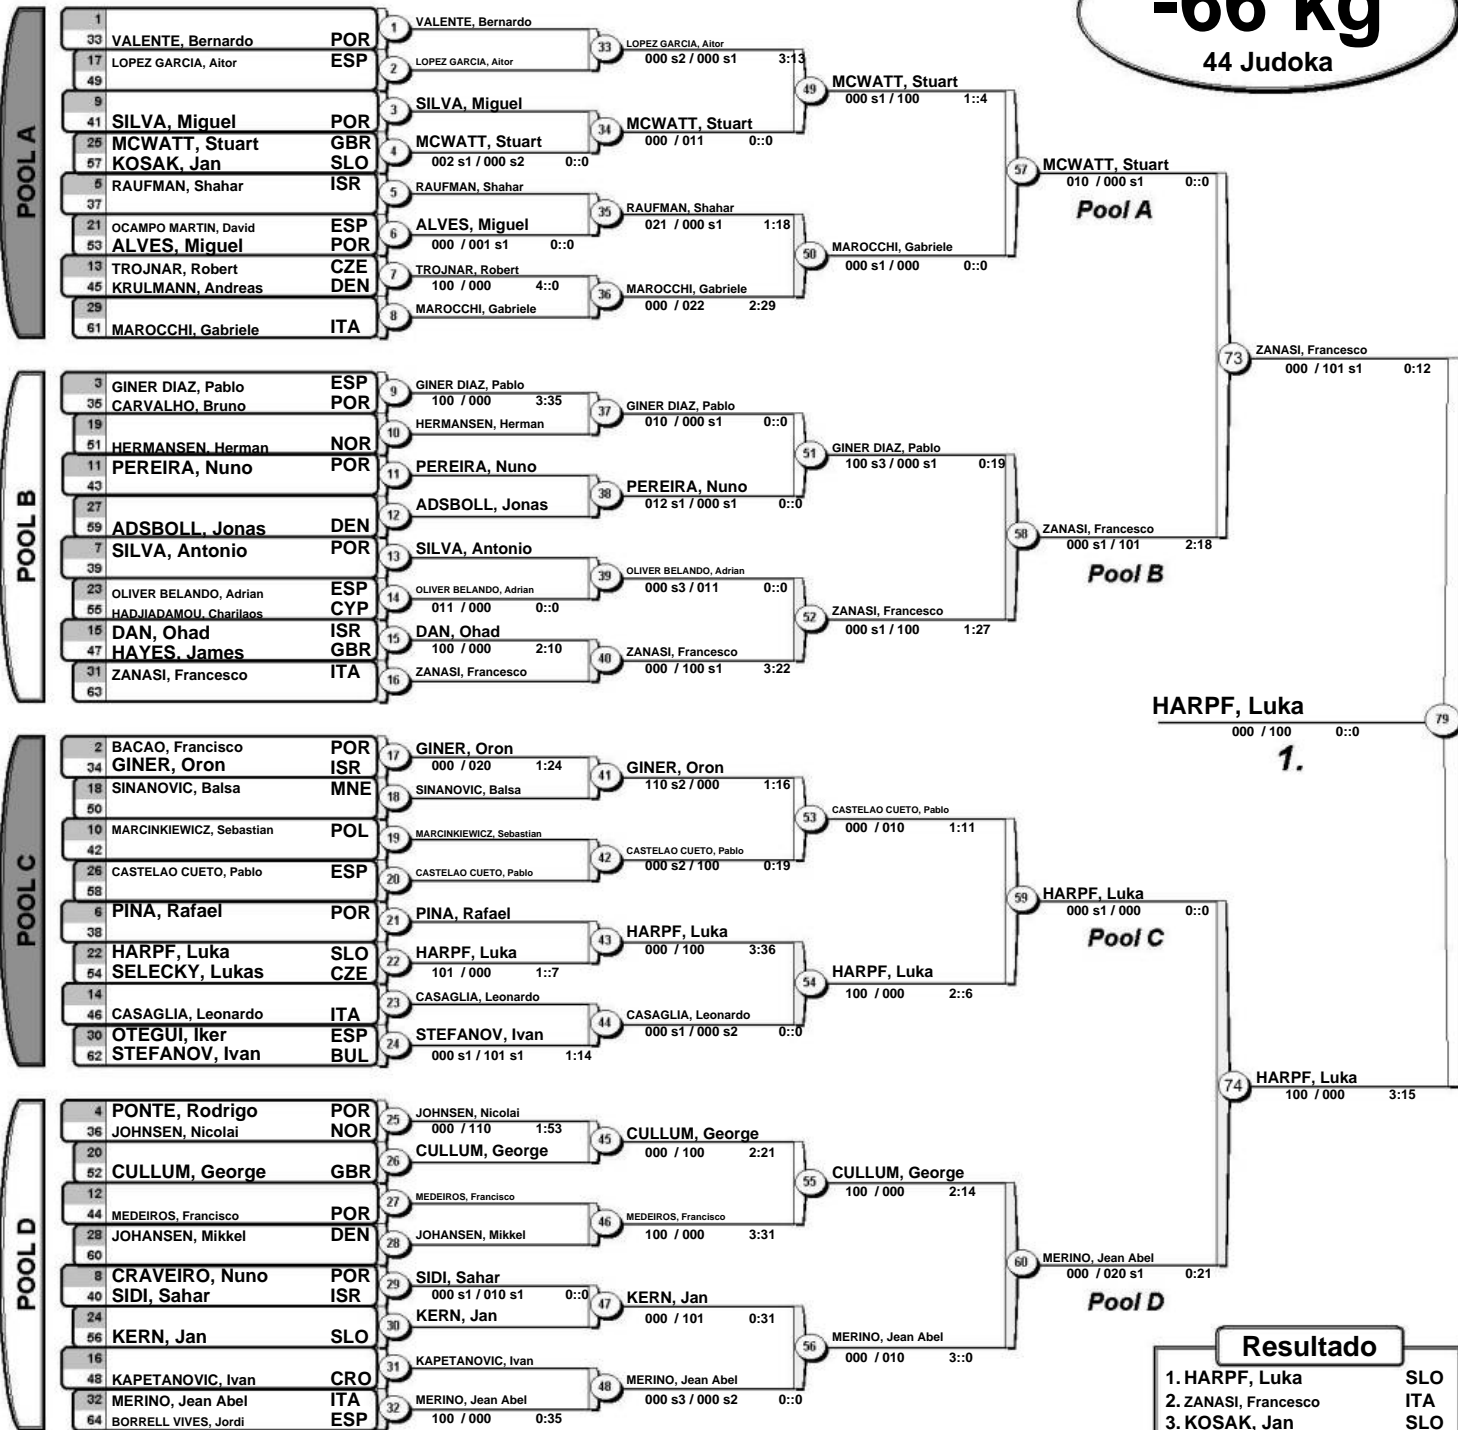 -66 kg
44 Judoka
POOL A
1
33 VALENTE, Bernardo POR
17 LOPEZ GARCIA, Aitor ESP
49
9
41 SILVA, Miguel POR
25 MCWATT, Stuart GBR
57 KOSAK, Jan SLO
5 RAUFMAN, Shahar ISR
37
21 OCAMPO MARTIN, David ESP
53 ALVES, Miguel POR
13 TROJNAR, Robert CZE
45 KRULMANN, Andreas DEN
29
61 MAROCCHI, Gabriele ITA
1 VALENTE, Bernardo
2 LOPEZ GARCIA, Aitor
3 SILVA, Miguel
4 MCWATT, Stuart
002 s1 / 000 s2 0::0
5 RAUFMAN, Shahar
6 ALVES, Miguel
000 / 001 s1 0::0
7 TROJNAR, Robert
100 / 000 4::0
8 MAROCCHI, Gabriele
33 LOPEZ GARCIA, Aitor
000 s2 / 000 s1 3:13
34 MCWATT, Stuart
000 / 011 0::0
35 RAUFMAN, Shahar
021 / 000 s1 1:18
36 MAROCCHI, Gabriele
000 / 022 2:29
49 MCWATT, Stuart
000 s1 / 100 1::4
50 MAROCCHI, Gabriele
000 s1 / 000 0::0
57 MCWATT, Stuart
010 / 000 s1 0::0
Pool A
POOL B
3 GINER DIAZ, Pablo ESP
35 CARVALHO, Bruno POR
19
51 HERMANSEN, Herman NOR
11 PEREIRA, Nuno POR
43
27
59 ADSBOLL, Jonas DEN
7 SILVA, Antonio POR
39
23 OLIVER BELANDO, Adrian ESP
55 HADJIADAMOU, Charilaos CYP
15 DAN, Ohad ISR
47 HAYES, James GBR
31 ZANASI, Francesco ITA
63
9 GINER DIAZ, Pablo
100 / 000 3:35
10 HERMANSEN, Herman
11 PEREIRA, Nuno
12 ADSBOLL, Jonas
13 SILVA, Antonio
14 OLIVER BELANDO, Adrian
011 / 000 0::0
15 DAN, Ohad
100 / 000 2:10
16 ZANASI, Francesco
37 GINER DIAZ, Pablo
010 / 000 s1 0::0
38 PEREIRA, Nuno
012 s1 / 000 s1 0::0
39 OLIVER BELANDO, Adrian
000 s3 / 011 0::0
40 ZANASI, Francesco
000 / 100 s1 3:22
51 GINER DIAZ, Pablo
100 s3 / 000 s1 0:19
52 ZANASI, Francesco
000 s1 / 100 1:27
58 ZANASI, Francesco
000 s1 / 101 2:18
Pool B
73 ZANASI, Francesco
000 / 101 s1 0:12
HARPF, Luka
000 / 100 0::0
79
1.
POOL C
2 BACAO, Francisco POR
34 GINER, Oron ISR
18 SINANOVIC, Balsa MNE
50
10 MARCINKIEWICZ, Sebastian POL
42
26 CASTELAO CUETO, Pablo ESP
58
6 PINA, Rafael POR
38
22 HARPF, Luka SLO
54 SELECKY, Lukas CZE
14
46 CASAGLIA, Leonardo ITA
30 OTEGUI, Iker ESP
62 STEFANOV, Ivan BUL
17 GINER, Oron
000 / 020 1:24
18 SINANOVIC, Balsa
19 MARCINKIEWICZ, Sebastian
20 CASTELAO CUETO, Pablo
21 PINA, Rafael
22 HARPF, Luka
101 / 000 1::7
23 CASAGLIA, Leonardo
24 STEFANOV, Ivan
000 s1 / 101 s1 1:14
41 GINER, Oron
110 s2 / 000 1:16
42 CASTELAO CUETO, Pablo
000 s2 / 100 0:19
43 HARPF, Luka
000 / 100 3:36
44 CASAGLIA, Leonardo
000 s1 / 000 s2 0::0
53 CASTELAO CUETO, Pablo
000 / 010 1:11
54 HARPF, Luka
100 / 000 2::6
59 HARPF, Luka
000 s1 / 000 0::0
Pool C
74 HARPF, Luka
100 / 000 3:15
POOL D
4 PONTE, Rodrigo POR
36 JOHNSEN, Nicolai NOR
20
52 CULLUM, George GBR
12
44 MEDEIROS, Francisco POR
28 JOHANSEN, Mikkel DEN
60
8 CRAVEIRO, Nuno POR
40 SIDI, Sahar ISR
24
56 KERN, Jan SLO
16
48 KAPETANOVIC, Ivan CRO
32 MERINO, Jean Abel ITA
64 BORRELL VIVES, Jordi ESP
25 JOHNSEN, Nicolai
000 / 110 1:53
26 CULLUM, George
27 MEDEIROS, Francisco
28 JOHANSEN, Mikkel
29 SIDI, Sahar
000 s1 / 010 s1 0::0
30 KERN, Jan
31 KAPETANOVIC, Ivan
32 MERINO, Jean Abel
100 / 000 0:35
45 CULLUM, George
000 / 100 2:21
46 MEDEIROS, Francisco
100 / 000 3:31
47 KERN, Jan
000 / 101 0:31
48 MERINO, Jean Abel
000 s3 / 000 s2 0::0
55 CULLUM, George
100 / 000 2:14
56 MERINO, Jean Abel
000 / 010 3::0
60 MERINO, Jean Abel
000 / 020 s1 0:21
Pool D
Resultado
1. HARPF, Luka SLO
2. ZANASI, Francesco ITA
3. KOSAK, Jan SLO